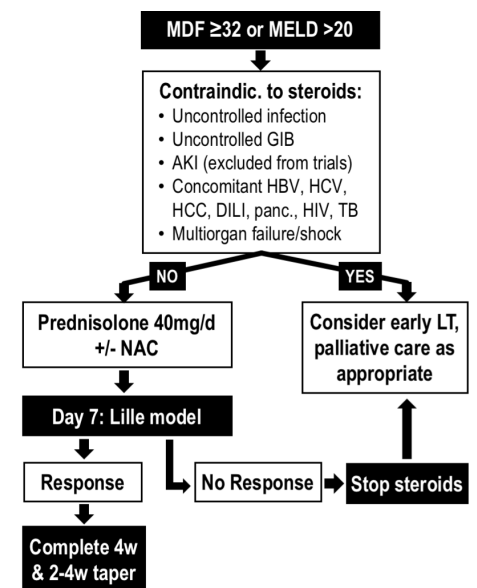 MDF ≥32 or MELD >20
Contraindic. to steroids:
• Uncontrolled infection
• Uncontrolled GIB
• AKI (excluded from trials)
• Concomitant HBV, HCV,
HCC, DILI, panc., HIV, TB
• Multiorgan failure/shock
NO
YES
Prednisolone 40mg/d
+/- NAC
Consider early LT,
palliative care as
appropriate
Day 7: Lille model
Response
No Response
Stop steroids
Complete 4w
& 2-4w taper